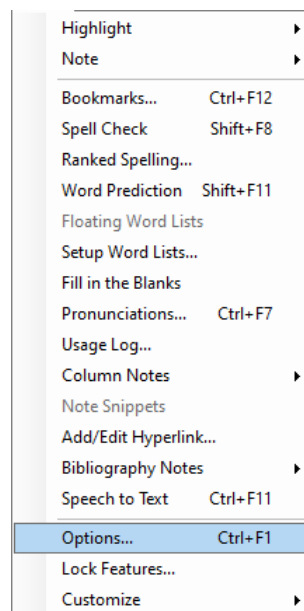 Highlight
Note
Bookmarks... Ctrl+F12
Spell Check Shift+F8
Ranked Spelling...
Word Prediction Shift+F11
Floating Word Lists
Setup Word Lists...
Fill in the Blanks
Pronunciations... Ctrl+F7
Usage Log...
Column Notes
Note Snippets
Add/Edit Hyperlink...
Bibliography Notes
Speech to Text Ctrl+F11
Options... Ctrl+F1
Lock Features...
Customize